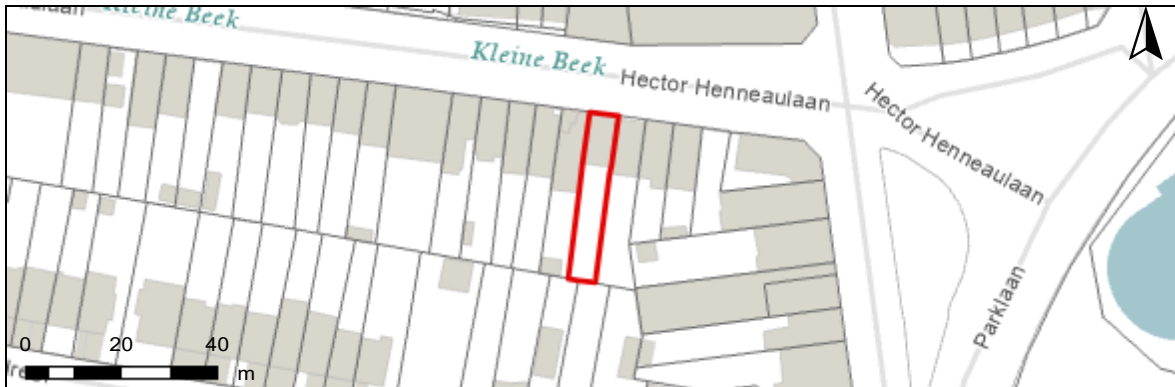 Kleine Beek
Kleine Beek
Hector Henneaulaan
Hector Henneaulaan
Parklaan
0 20 40
m